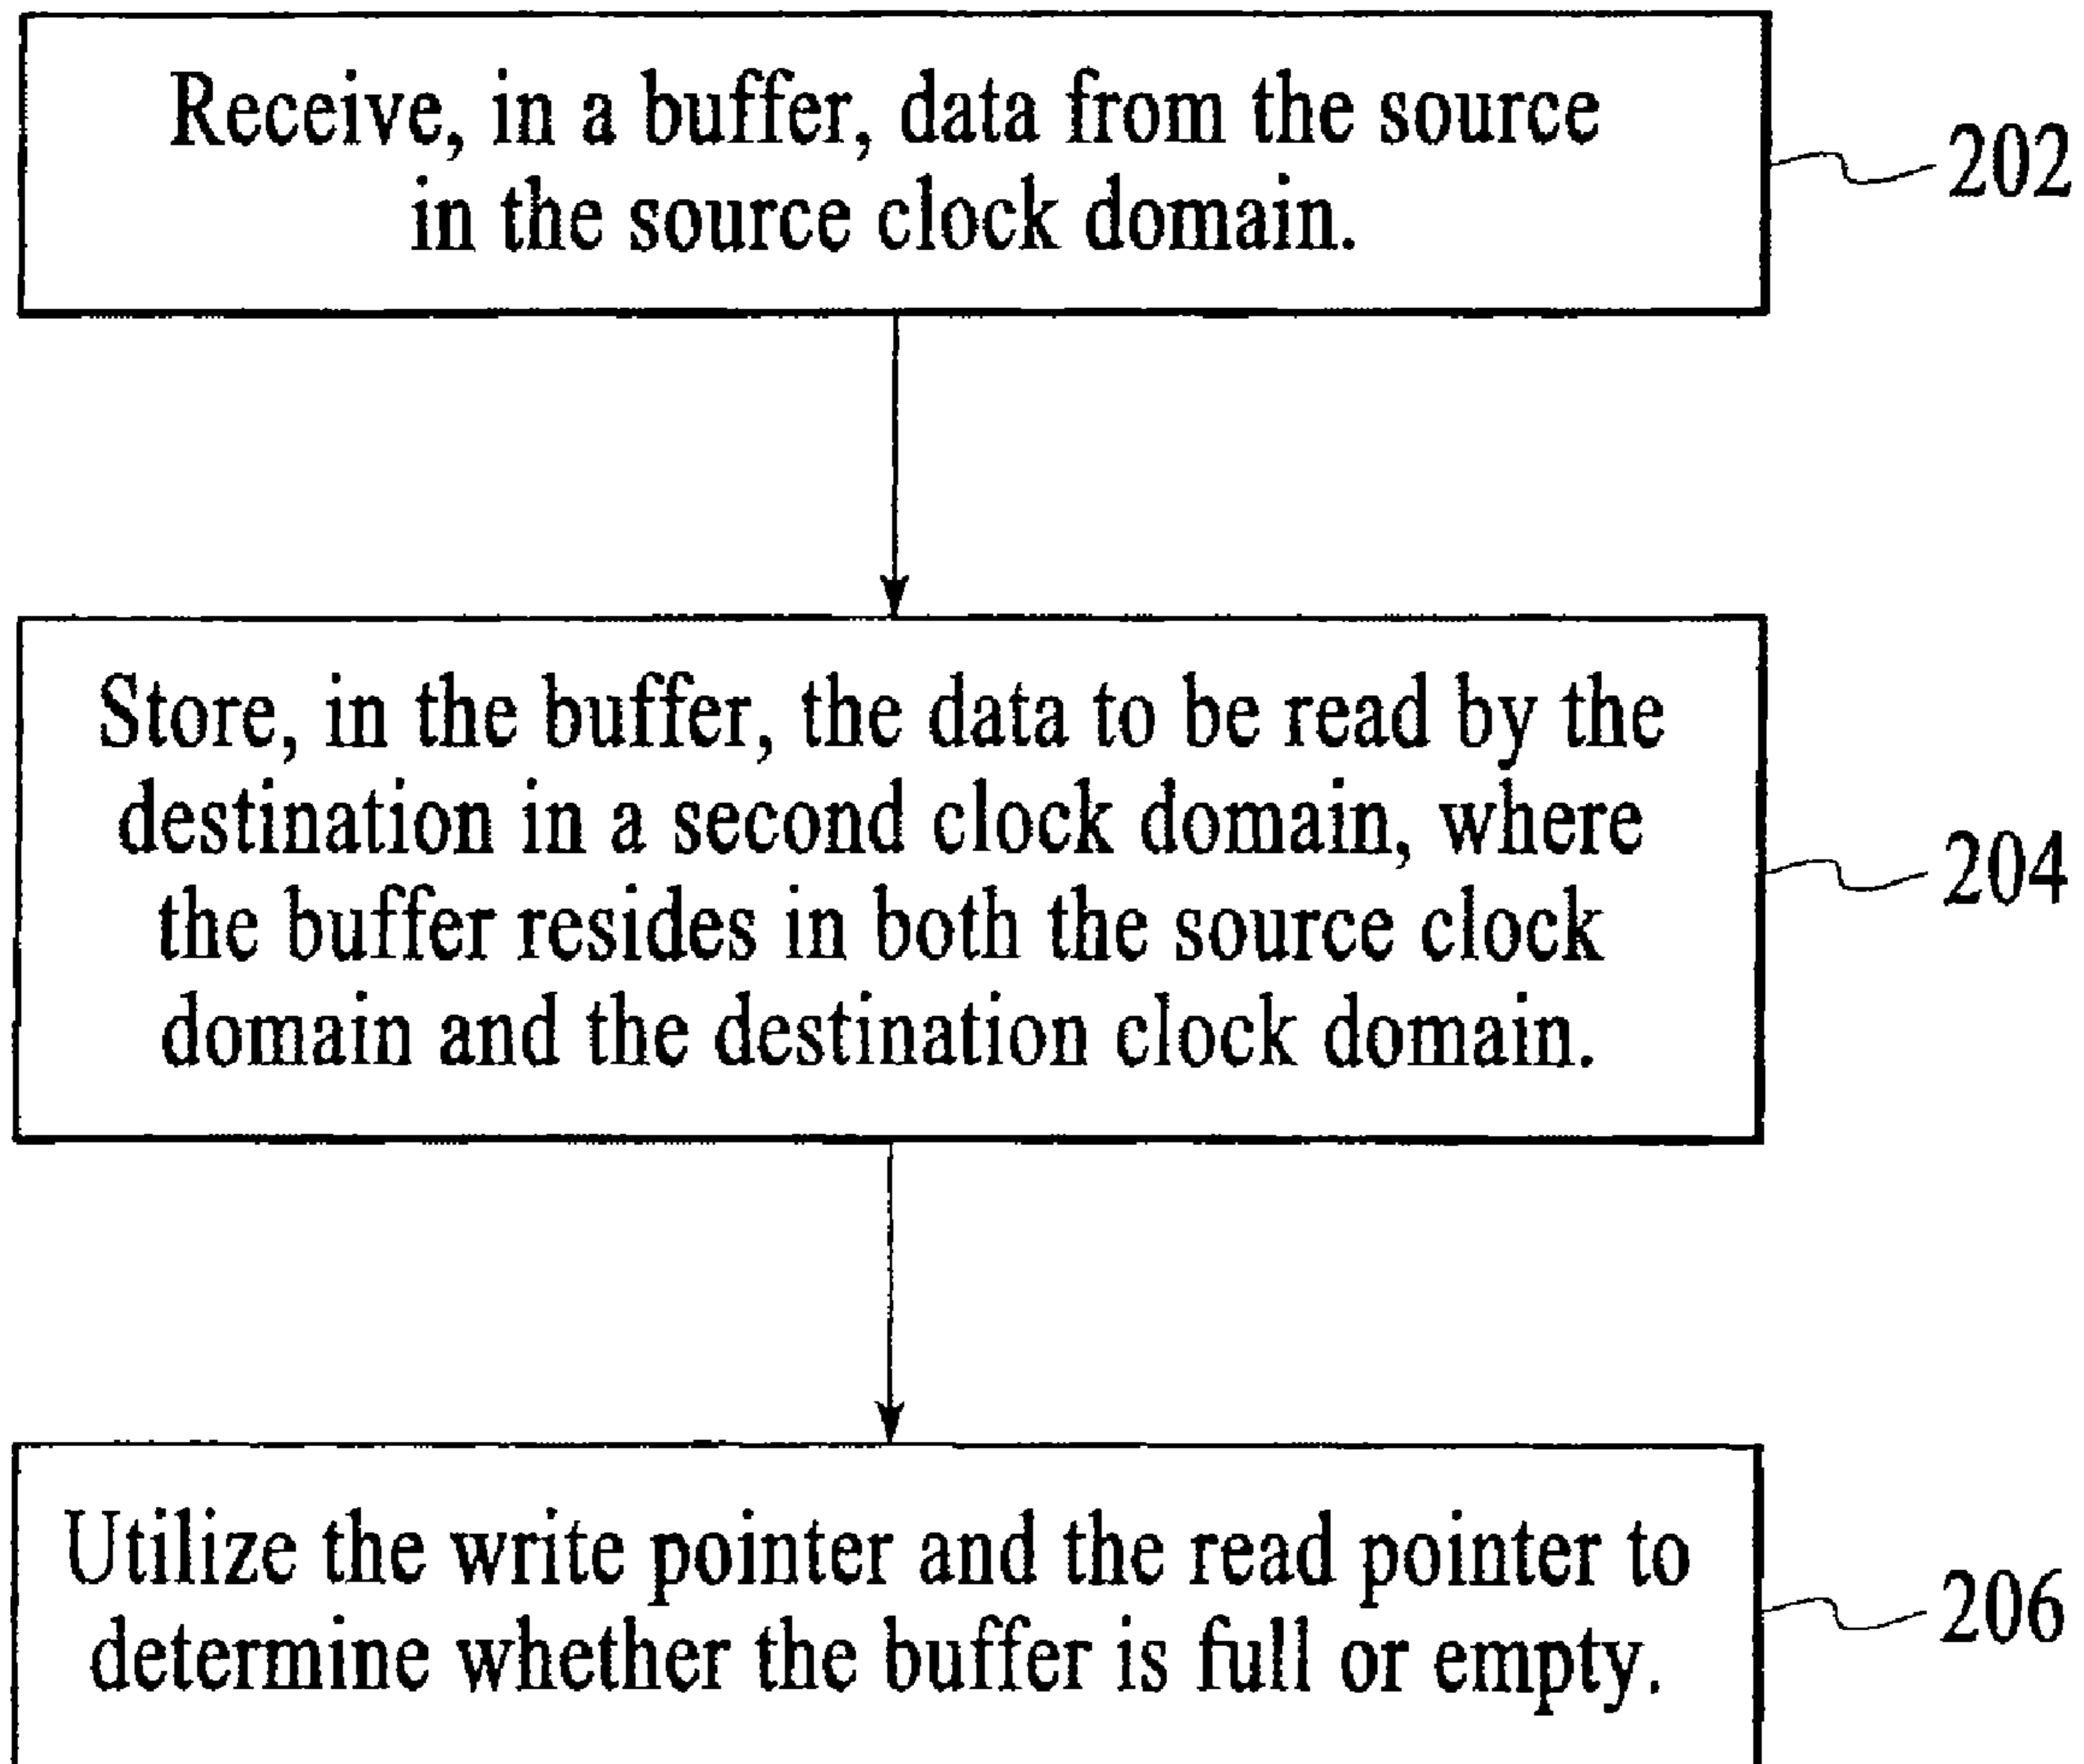 Receive, in a buffer, data from the source
in the source clock domain.
202
Store, in the buffer, the data to be read by the
destination in a second clock domain, where
the buffer resides in both the source clock
domain and the destination clock domain.
204
Utilize the write pointer and the read pointer to
determine whether the buffer is full or empty.
206